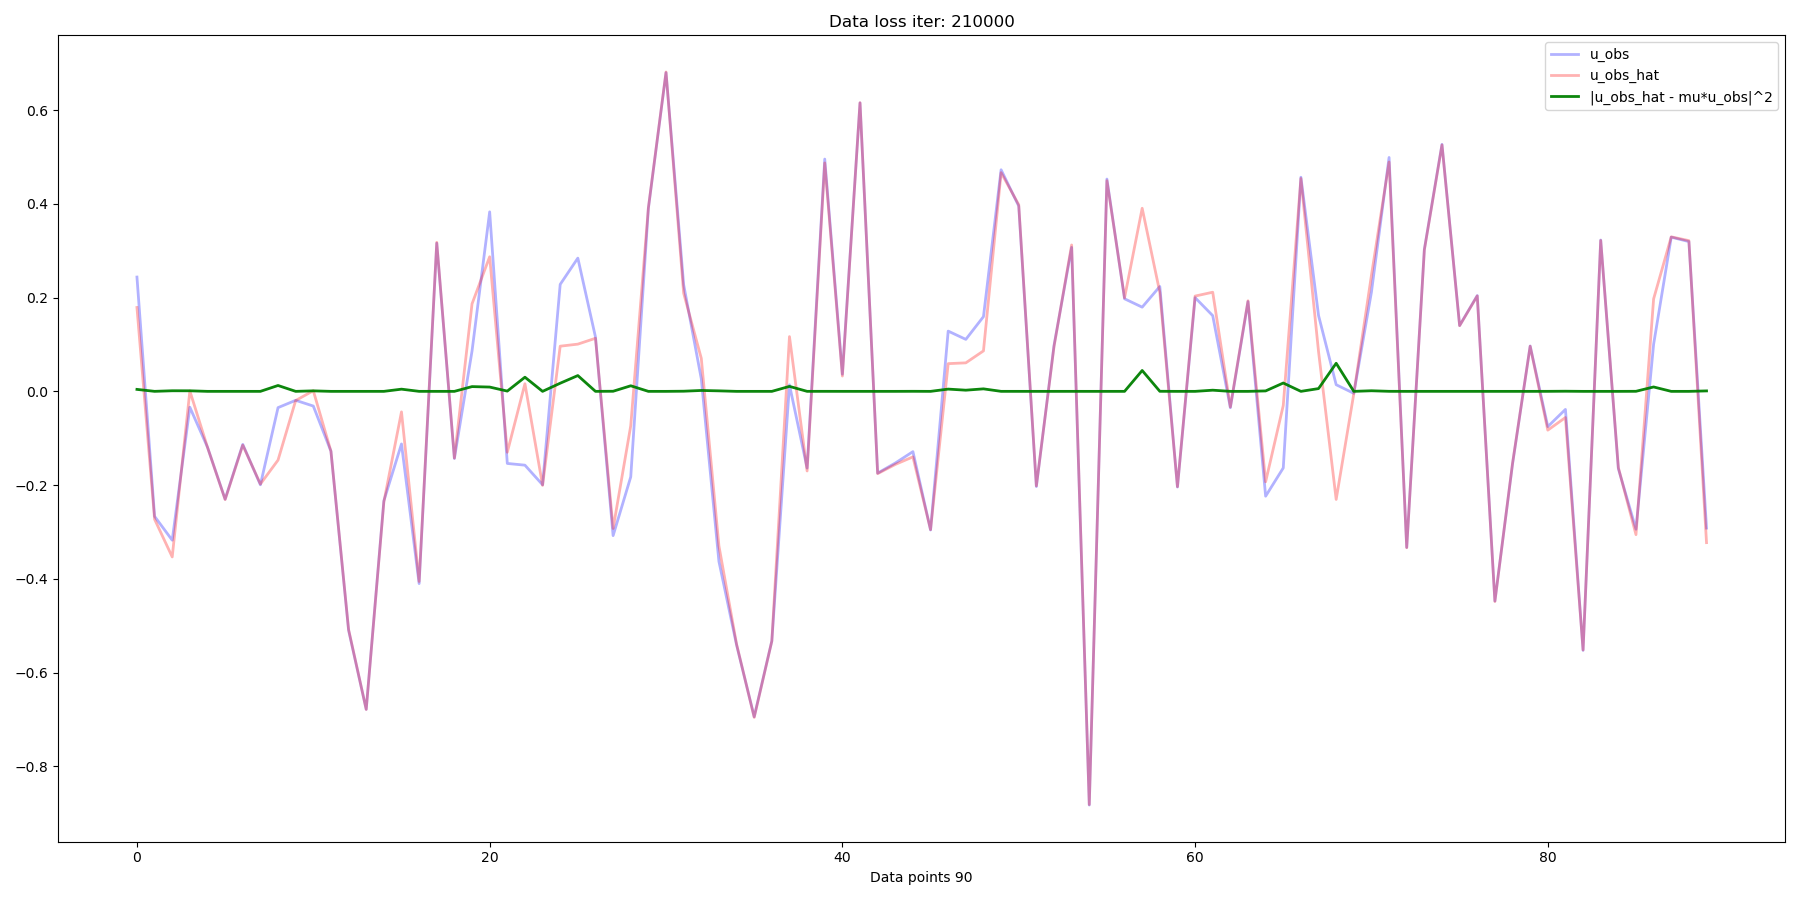 Data loss iter: 210000
u_obs
u_obs_hat
|u_obs_hat - mu*u_obs|^2
0.6
0.4
0.2
0.0
−0.2
−0.4
−0.6
−0.8
0 20 40 60 80
Data points 90